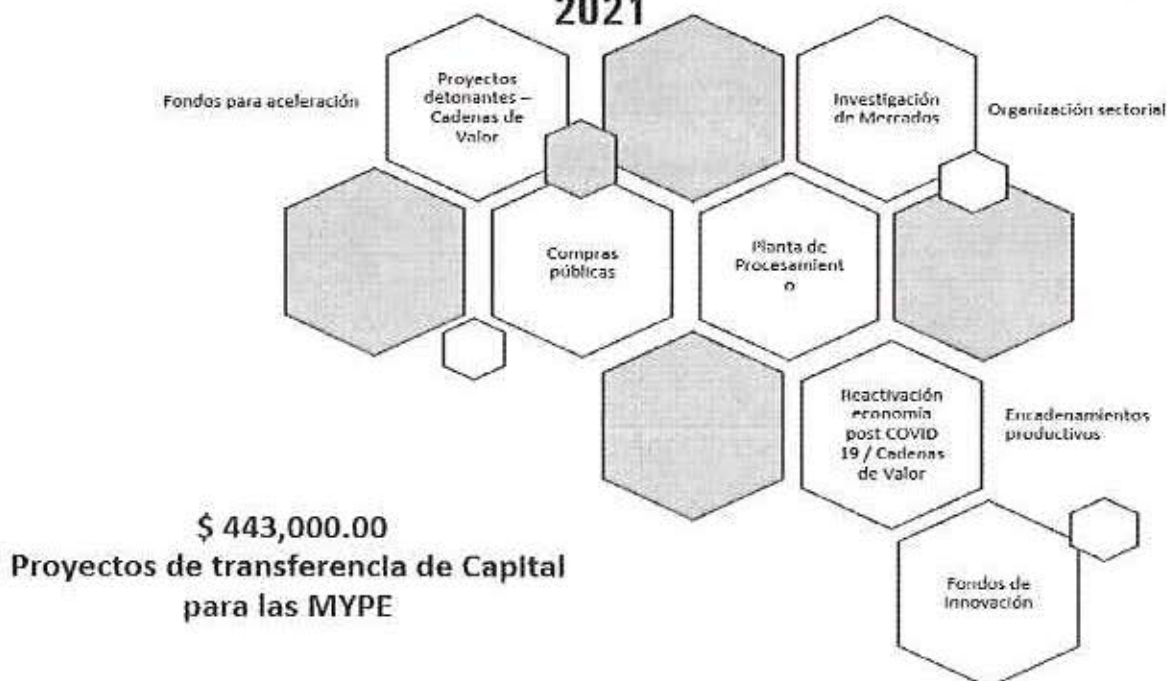 2021
Fondos para aceleración
Proyectos
detonantes –
Cadenas de
Valor
Investigación
de Mercados
Organización sectorial
Compras
públicas
Planta de
Procesamient
o
Reactivación
economía
post COVID
19 / Cadenas
de Valor
Encadenamientos
productivos
$ 443,000.00
Proyectos de transferencia de Capital
para las MYPE
Fondos de
Innovación